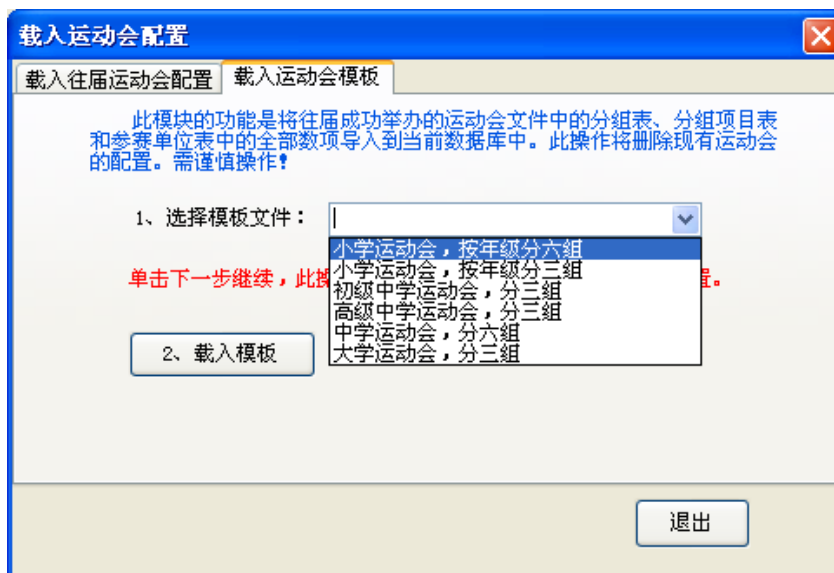 载入运动会配置
载入往届运动会配置 载入运动会模板
此模块的功能是将往届成功举办的运动会文件中的分组表、分组项目表
和参赛单位表中的全部数项导入到当前数据库中。此操作将删除现有运动会
的配置。需谨慎操作!
1、选择模板文件：
小学运动会，按年级分六组
小学运动会，按年级分三组
单击下一步继续，此操 置。
初级中学运动会，分三组
高级中学运动会，分三组
中学运动会，分六组
大学运动会，分三组
2、载入模板
退出